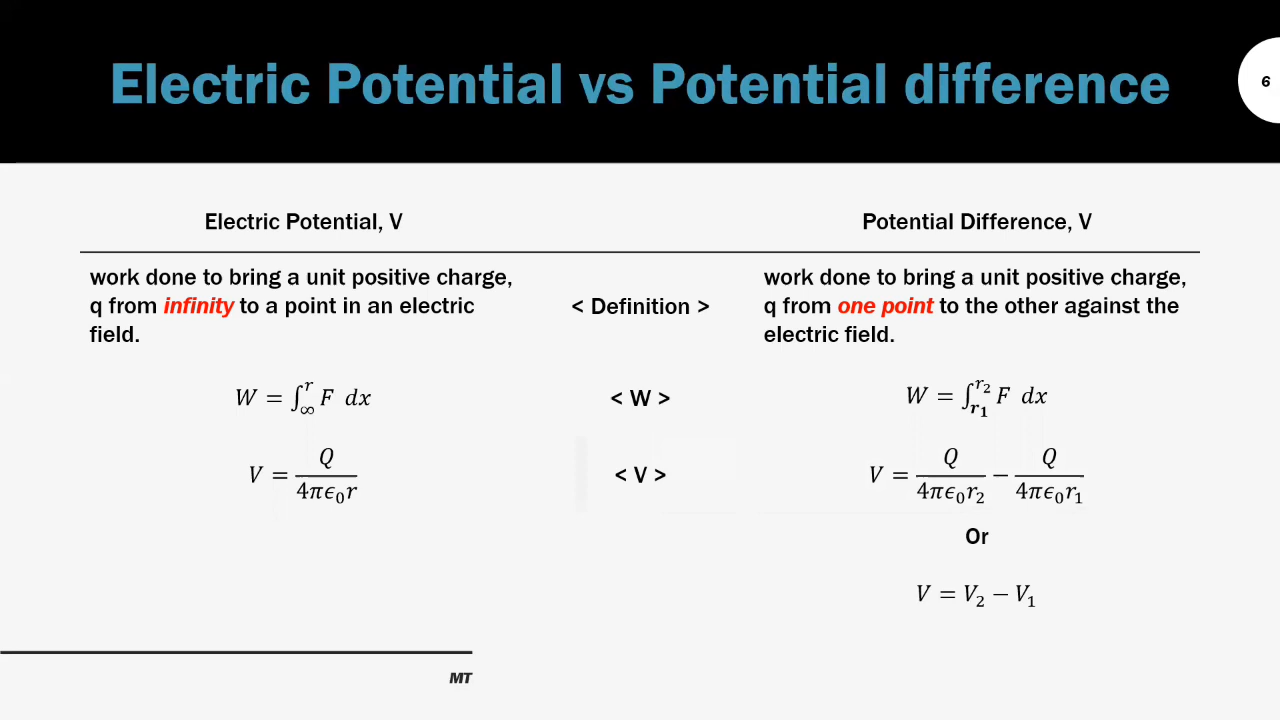 Electric Potential vs Potential difference
6
Electric Potential, V
Potential Difference, V
work done to bring a unit positive charge,
q from infinity to a point in an electric
field.
< Definition >
work done to bring a unit positive charge,
q from one point to the other against the
electric field.
W = ∫_∞^r F dx
< W >
W = ∫_{r₁}^{r₂} F dx
V = Q / 4πϵ₀r
< V >
V = Q / 4πϵ₀r₂ − Q / 4πϵ₀r₁
Or
V = V₂ − V₁
MT